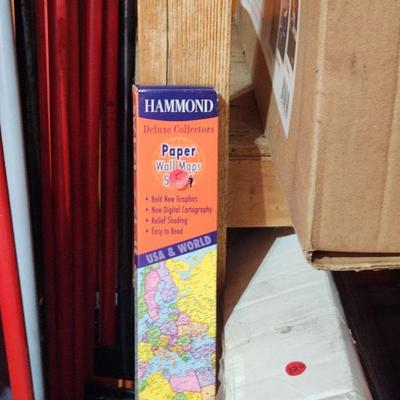 HAMMOND
Deluxe Collectors
Paper
Wall Maps
• Bold New Graphics
• New Digital Cartography
• Relief Shading
• Easy to Read
USA & WORLD